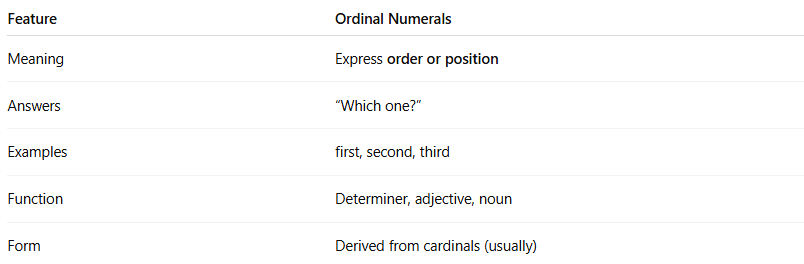 Feature Ordinal Numerals
Meaning Express order or position
Answers “Which one?”
Examples first, second, third
Function Determiner, adjective, noun
Form Derived from cardinals (usually)